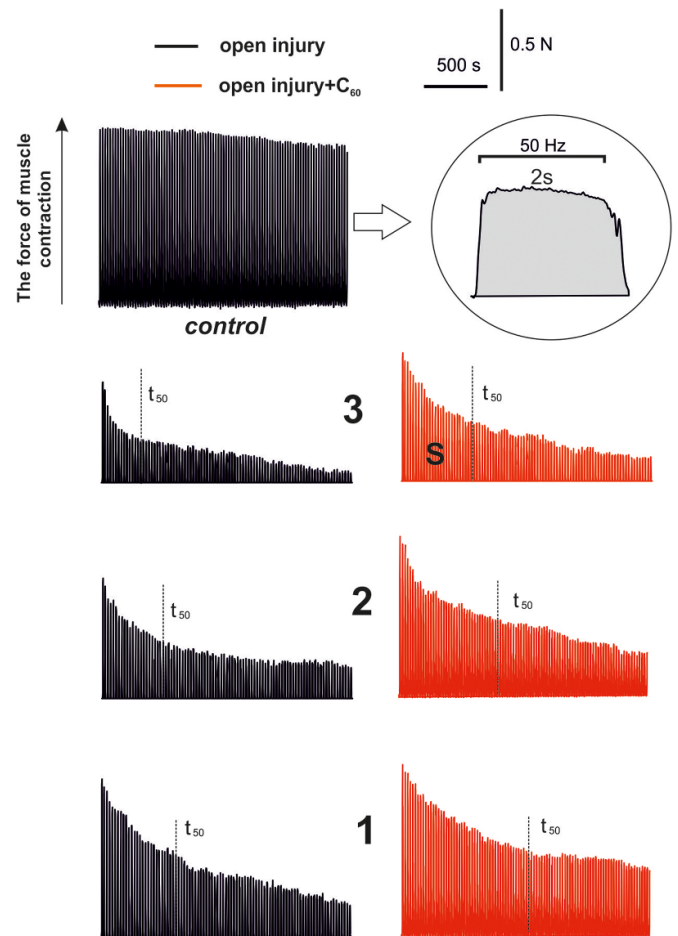 open injury
open injury+C₆₀
500 s
0.5 N
The force of muscle
contraction
control
50 Hz
2s
t₅₀
3
t₅₀
S
t₅₀
2
t₅₀
t₅₀
1
t₅₀